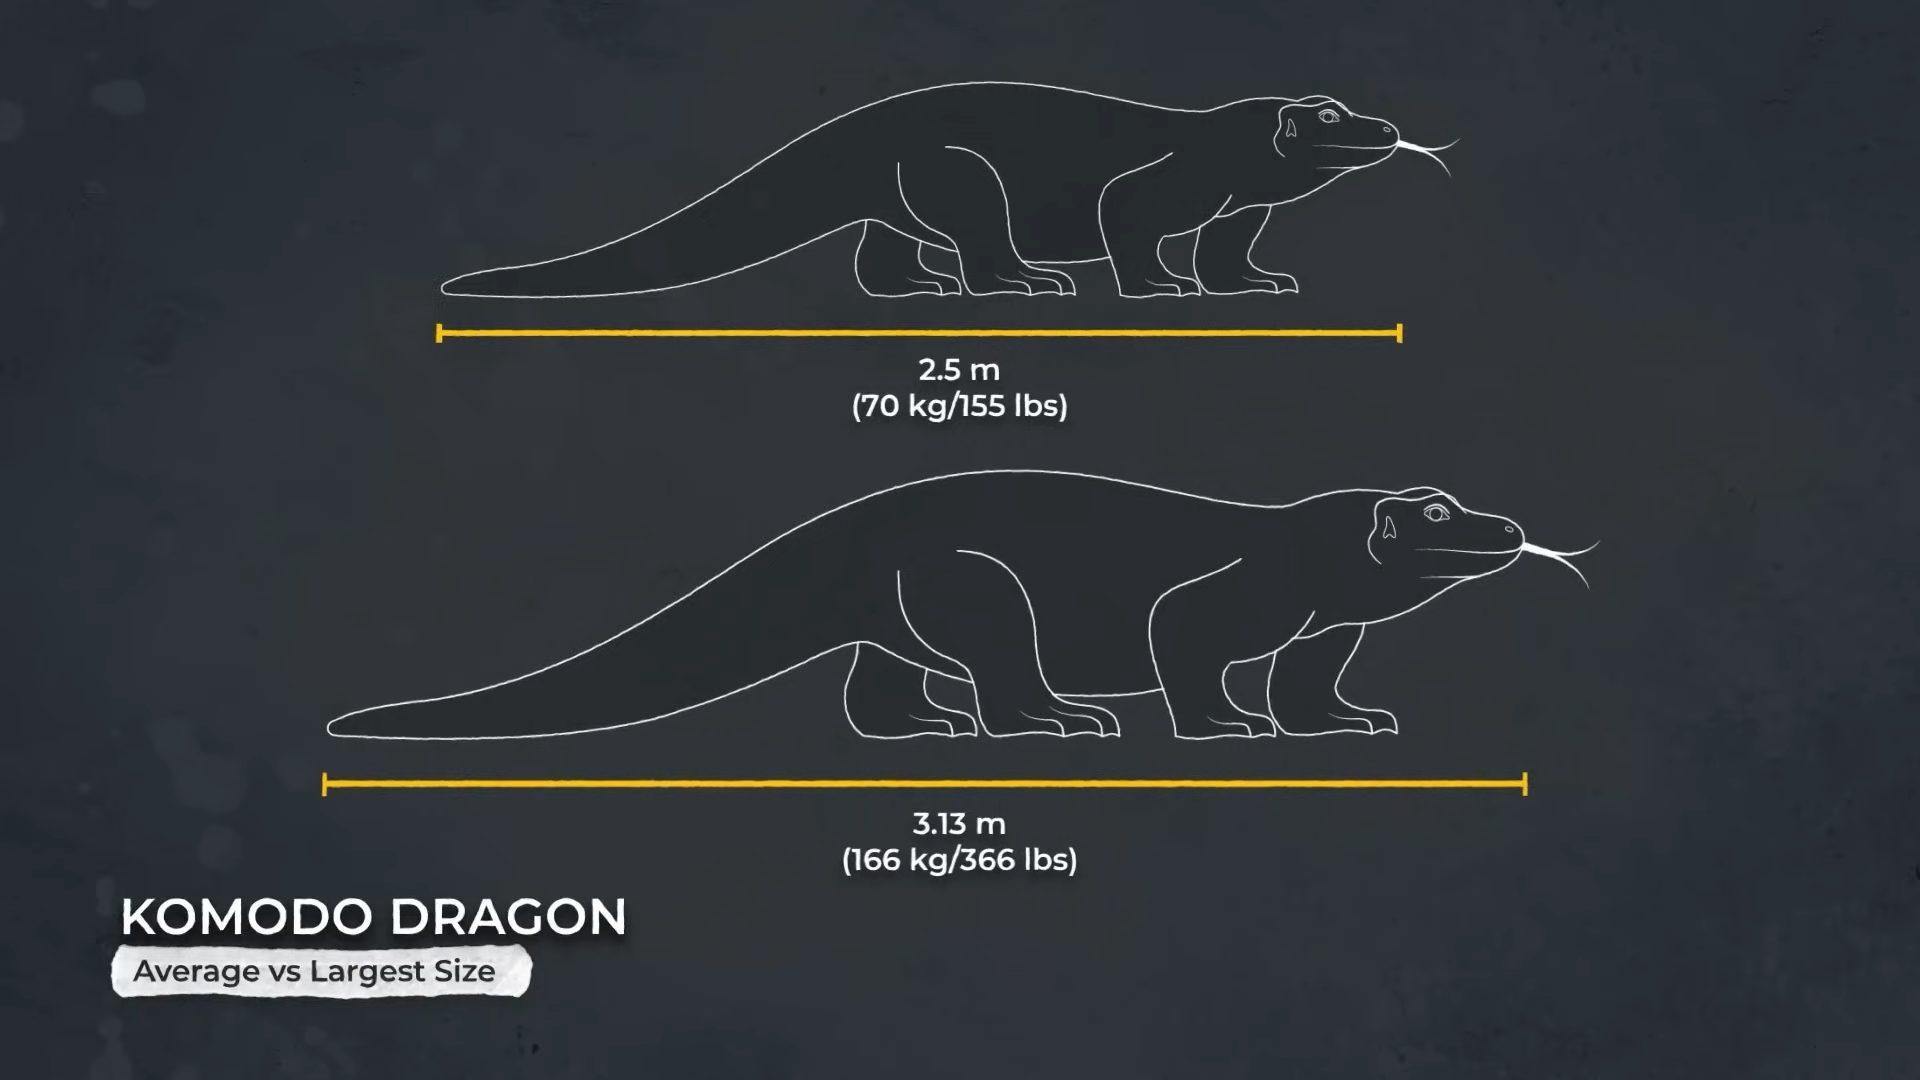 2.5 m
(70 kg/155 lbs)
3.13 m
(166 kg/366 lbs)
KOMODO DRAGON
Average vs Largest Size